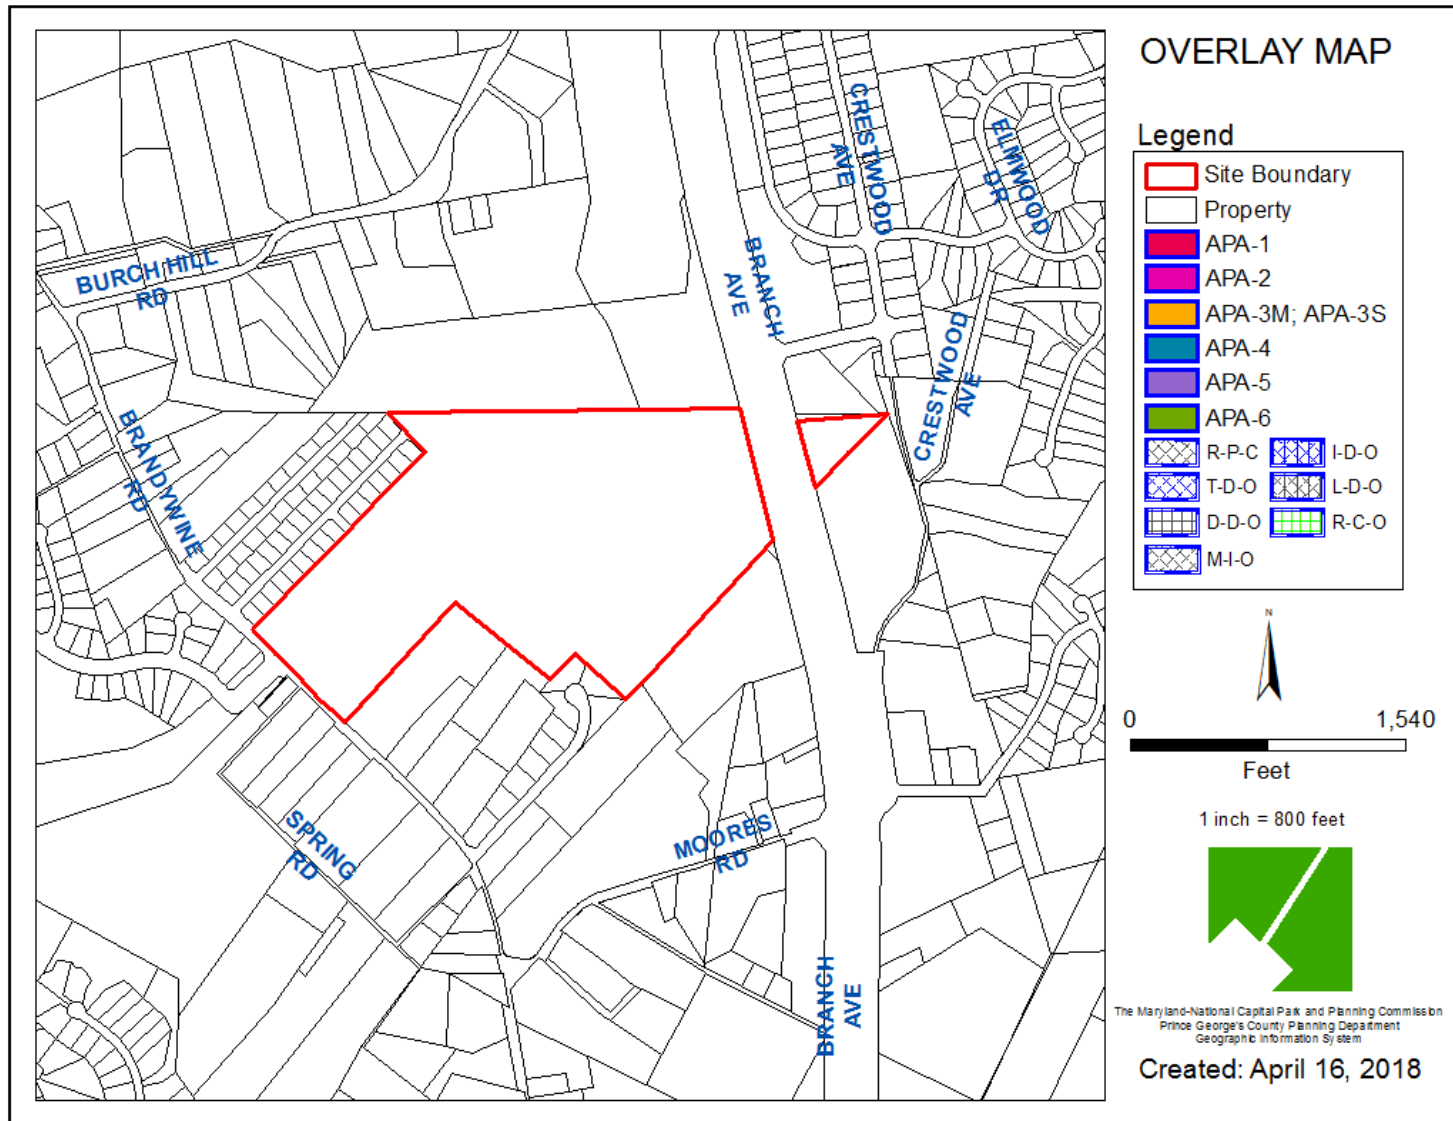 OVERLAY MAP
Legend
Site Boundary
Property
APA-1
APA-2
APA-3M; APA-3S
APA-4
APA-5
APA-6
R-P-C
I-D-O
T-D-O
L-D-O
D-D-O
R-C-O
M-I-O
N
0
1,540
Feet
1 inch = 800 feet
The Maryland-National Capital Park and Planning Commission
Prince George's County Planning Department
Geographic Information System
Created: April 16, 2018
CRESTWOOD
AVE
ELMWOOD
DR
BURCH HILL
RD
BRANCH
AVE
CRESTWOOD
AVE
BRANDYWINE
RD
SPRING
RD
MOORES
RD
BRANCH
AVE